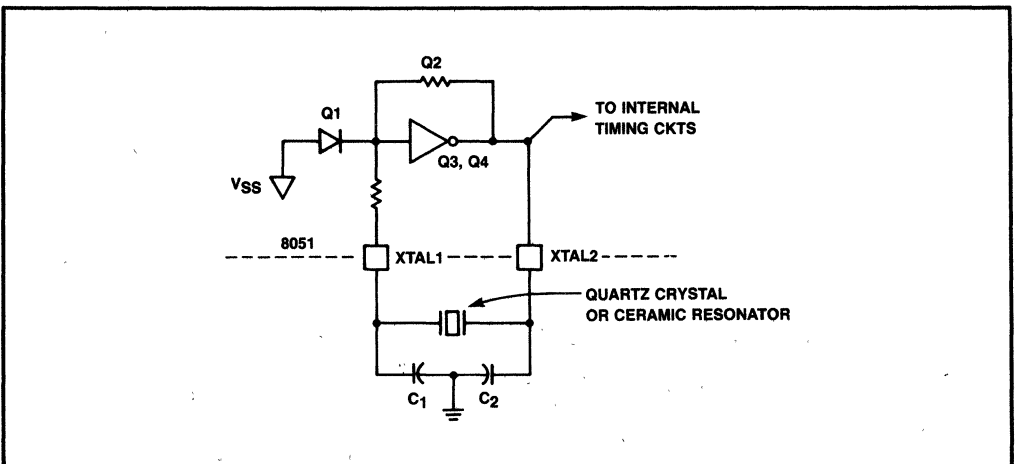 Q2
Q1
TO INTERNAL
TIMING CKTS
Q3, Q4
VSS
8051
XTAL1
XTAL2
QUARTZ CRYSTAL
OR CERAMIC RESONATOR
C1
C2